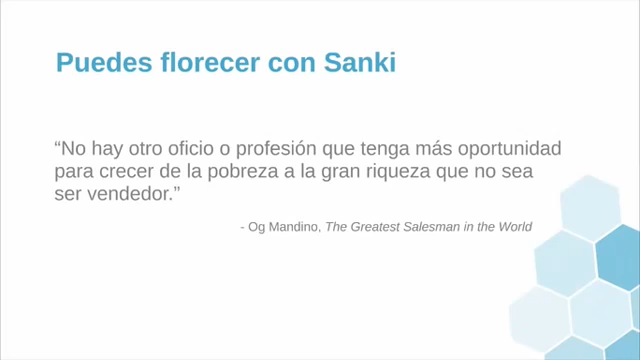 Puedes florecer con Sanki
“No hay otro oficio o profesión que tenga más oportunidad
para crecer de la pobreza a la gran riqueza que no sea
ser vendedor.”
- Og Mandino, The Greatest Salesman in the World